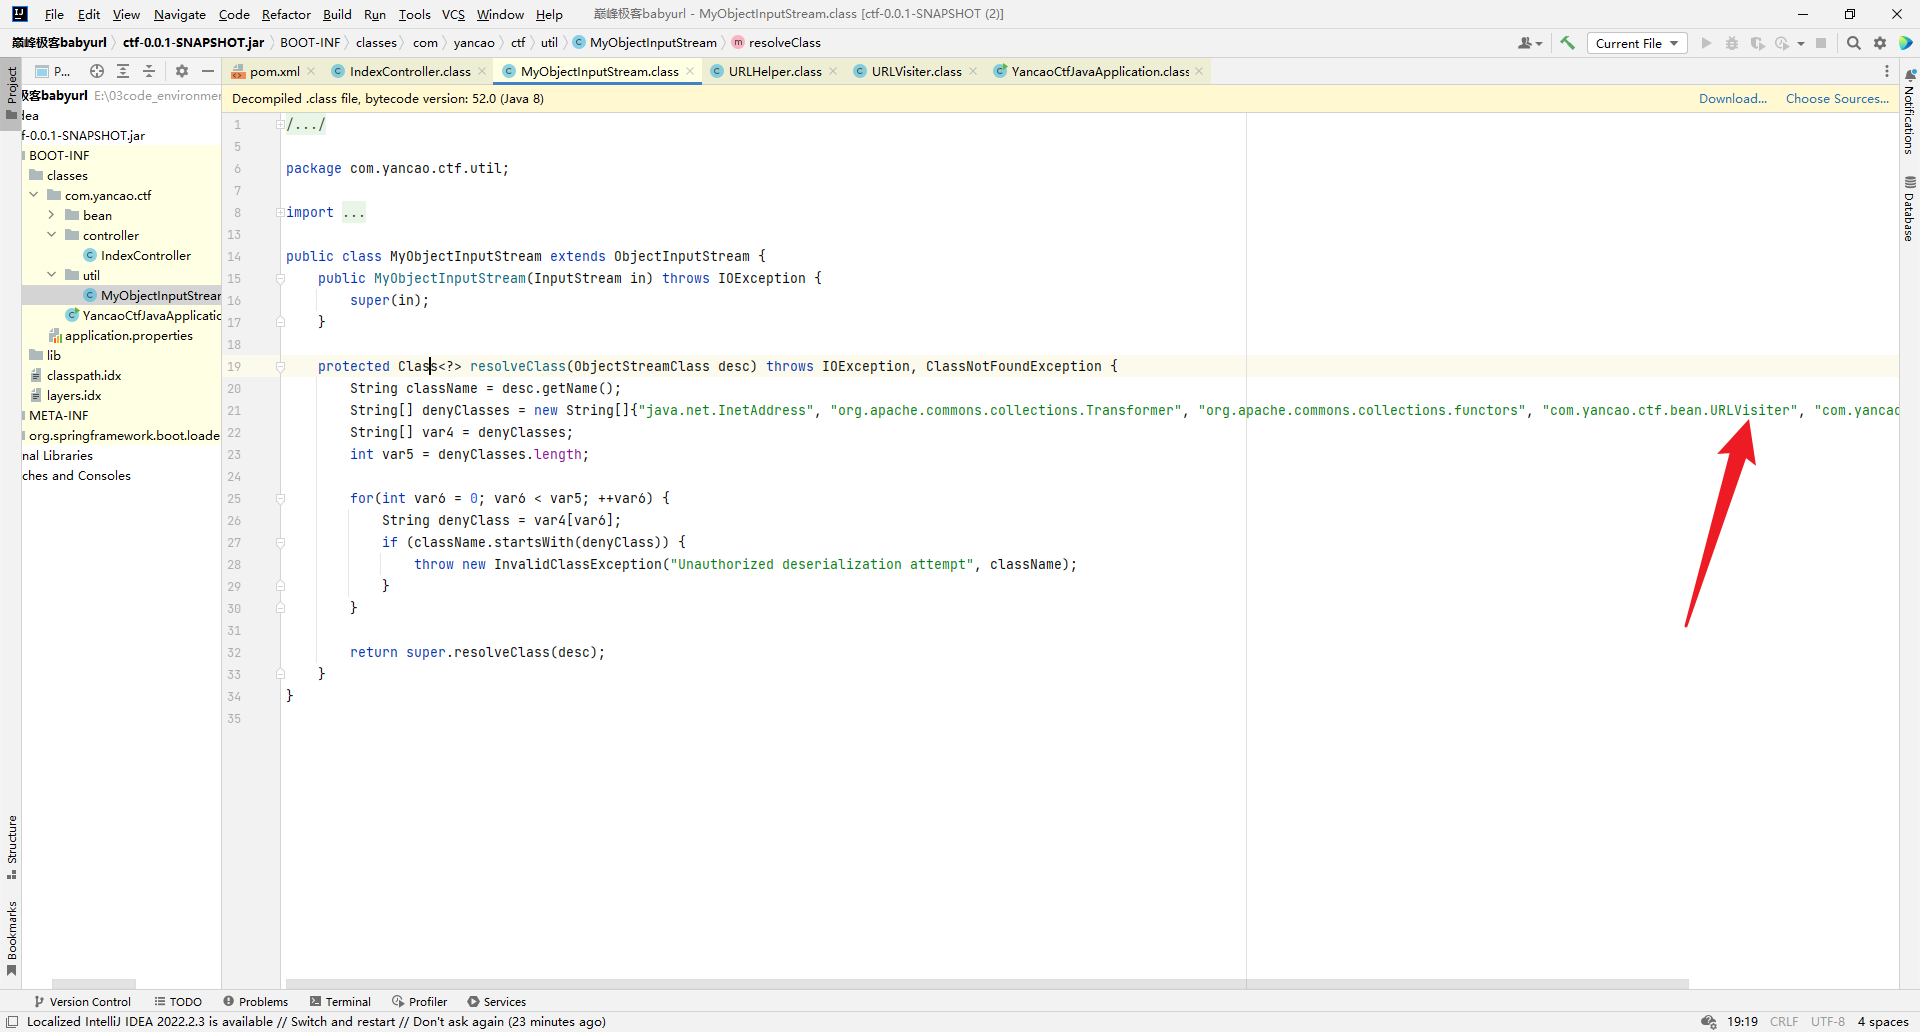 File Edit View Navigate Code Refactor Build Run Tools VCS Window Help 巅峰极客babyurl - MyObjectInputStream.class [ctf-0.0.1-SNAPSHOT (2)]
巅峰极客babyurl ctf-0.0.1-SNAPSHOT.jar BOOT-INF classes com yancao ctf util MyObjectInputStream resolveClass Current File
P... pom.xml IndexController.class MyObjectInputStream.class URLHelper.class URLVisiter.class YancaoCtfJavaApplication.class
Project
极客babyurl E:\03code_environmer
dea
f-0.0.1-SNAPSHOT.jar
BOOT-INF
classes
com.yancao.ctf
bean
controller
IndexController
util
MyObjectInputStrear
YancaoCtfJavaApplicatic
application.properties
lib
classpath.idx
layers.idx
META-INF
org.springframework.boot.loade
nal Libraries
ches and Consoles
Structure
Bookmarks
Decompiled .class file, bytecode version: 52.0 (Java 8) Download... Choose Sources...
1 /.../
5
6 package com.yancao.ctf.util;
7
8 import ...
13
14 public class MyObjectInputStream extends ObjectInputStream {
15 public MyObjectInputStream(InputStream in) throws IOException {
16 super(in);
17 }
18
19 protected Class<?> resolveClass(ObjectStreamClass desc) throws IOException, ClassNotFoundException {
20 String className = desc.getName();
21 String[] denyClasses = new String[]{"java.net.InetAddress", "org.apache.commons.collections.Transformer", "org.apache.commons.collections.functors", "com.yancao.ctf.bean.URLVisiter", "com.yancao
22 String[] var4 = denyClasses;
23 int var5 = denyClasses.length;
24
25 for(int var6 = 0; var6 < var5; ++var6) {
26 String denyClass = var4[var6];
27 if (className.startsWith(denyClass)) {
28 throw new InvalidClassException("Unauthorized deserialization attempt", className);
29 }
30 }
31
32 return super.resolveClass(desc);
33 }
34 }
35
Notifications
Database
Version Control TODO Problems Terminal Profiler Services
Localized IntelliJ IDEA 2022.2.3 is available // Switch and restart // Don't ask again (23 minutes ago) 19:19 CRLF UTF-8 4 spaces